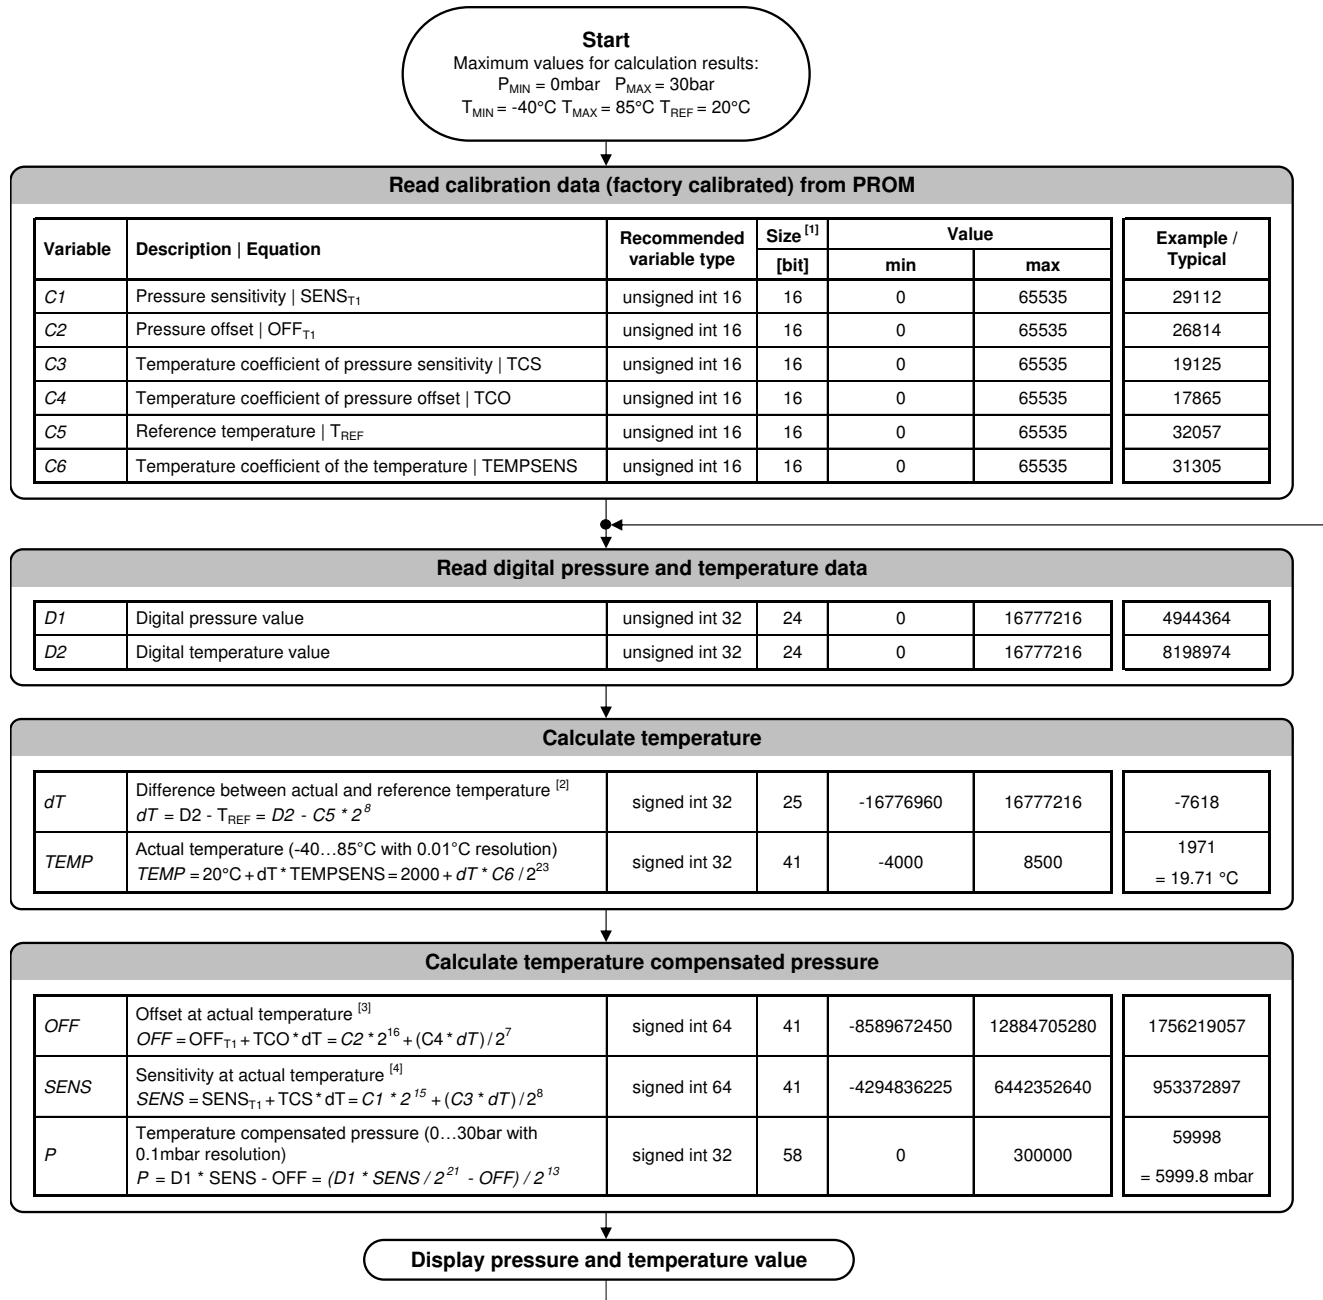 Start
Maximum values for calculation results:
P_MIN = 0mbar P_MAX = 30bar
T_MIN = -40°C T_MAX = 85°C T_REF = 20°C
Read calibration data (factory calibrated) from PROM
Variable | Description | Equation | Recommended variable type | Size [1] [bit] | Value min | max | Example / Typical
C1 Pressure sensitivity | SENS_T1 unsigned int 16 16 0 65535 29112
C2 Pressure offset | OFF_T1 unsigned int 16 16 0 65535 26814
C3 Temperature coefficient of pressure sensitivity | TCS unsigned int 16 16 0 65535 19125
C4 Temperature coefficient of pressure offset | TCO unsigned int 16 16 0 65535 17865
C5 Reference temperature | T_REF unsigned int 16 16 0 65535 32057
C6 Temperature coefficient of the temperature | TEMPSENS unsigned int 16 16 0 65535 31305
Read digital pressure and temperature data
D1 Digital pressure value unsigned int 32 24 0 16777216 4944364
D2 Digital temperature value unsigned int 32 24 0 16777216 8198974
Calculate temperature
dT Difference between actual and reference temperature [2]
dT = D2 - T_REF = D2 - C5 * 2^8 signed int 32 25 -16776960 16777216 -7618
TEMP Actual temperature (-40…85°C with 0.01°C resolution)
TEMP = 20°C + dT * TEMPSENS = 2000 + dT * C6 / 2^23 signed int 32 41 -4000 8500 1971
= 19.71 °C
Calculate temperature compensated pressure
OFF Offset at actual temperature [3]
OFF = OFF_T1 + TCO * dT = C2 * 2^16 + (C4 * dT) / 2^7 signed int 64 41 -8589672450 12884705280 1756219057
SENS Sensitivity at actual temperature [4]
SENS = SENS_T1 + TCS * dT = C1 * 2^15 + (C3 * dT) / 2^8 signed int 64 41 -4294836225 6442352640 953372897
P Temperature compensated pressure (0…30bar with
0.1mbar resolution)
P = D1 * SENS - OFF = (D1 * SENS / 2^21 - OFF) / 2^13 signed int 32 58 0 300000 59998
= 5999.8 mbar
Display pressure and temperature value